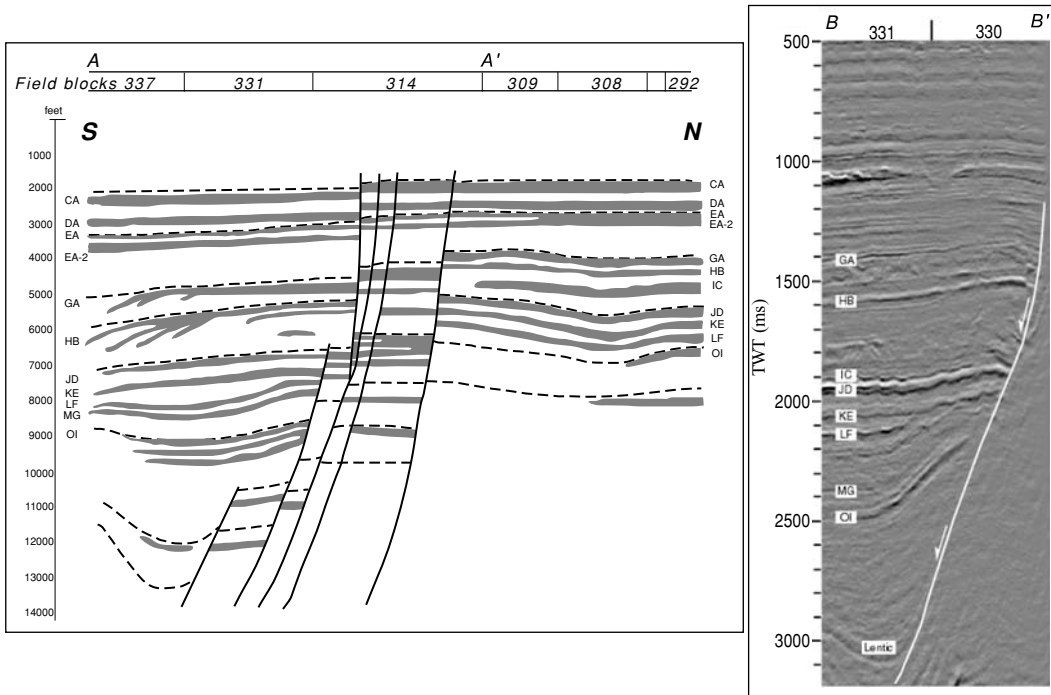 A A'
Field blocks 337 331 314 309 308 292
feet
S N
1000
2000
3000
4000
5000
6000
7000
8000
9000
10000
11000
12000
13000
14000
CA
DA
EA
EA-2
GA
HB
JD
KE
LF
MG
OI
CA
DA
EA
EA-2
GA
HB
IC
JD
KE
LF
OI
B B'
331 330
500
1000
1500
2000
2500
3000
TWT (ms)
GA
HB
IC
JD
KE
LF
MG
OI
Lentic